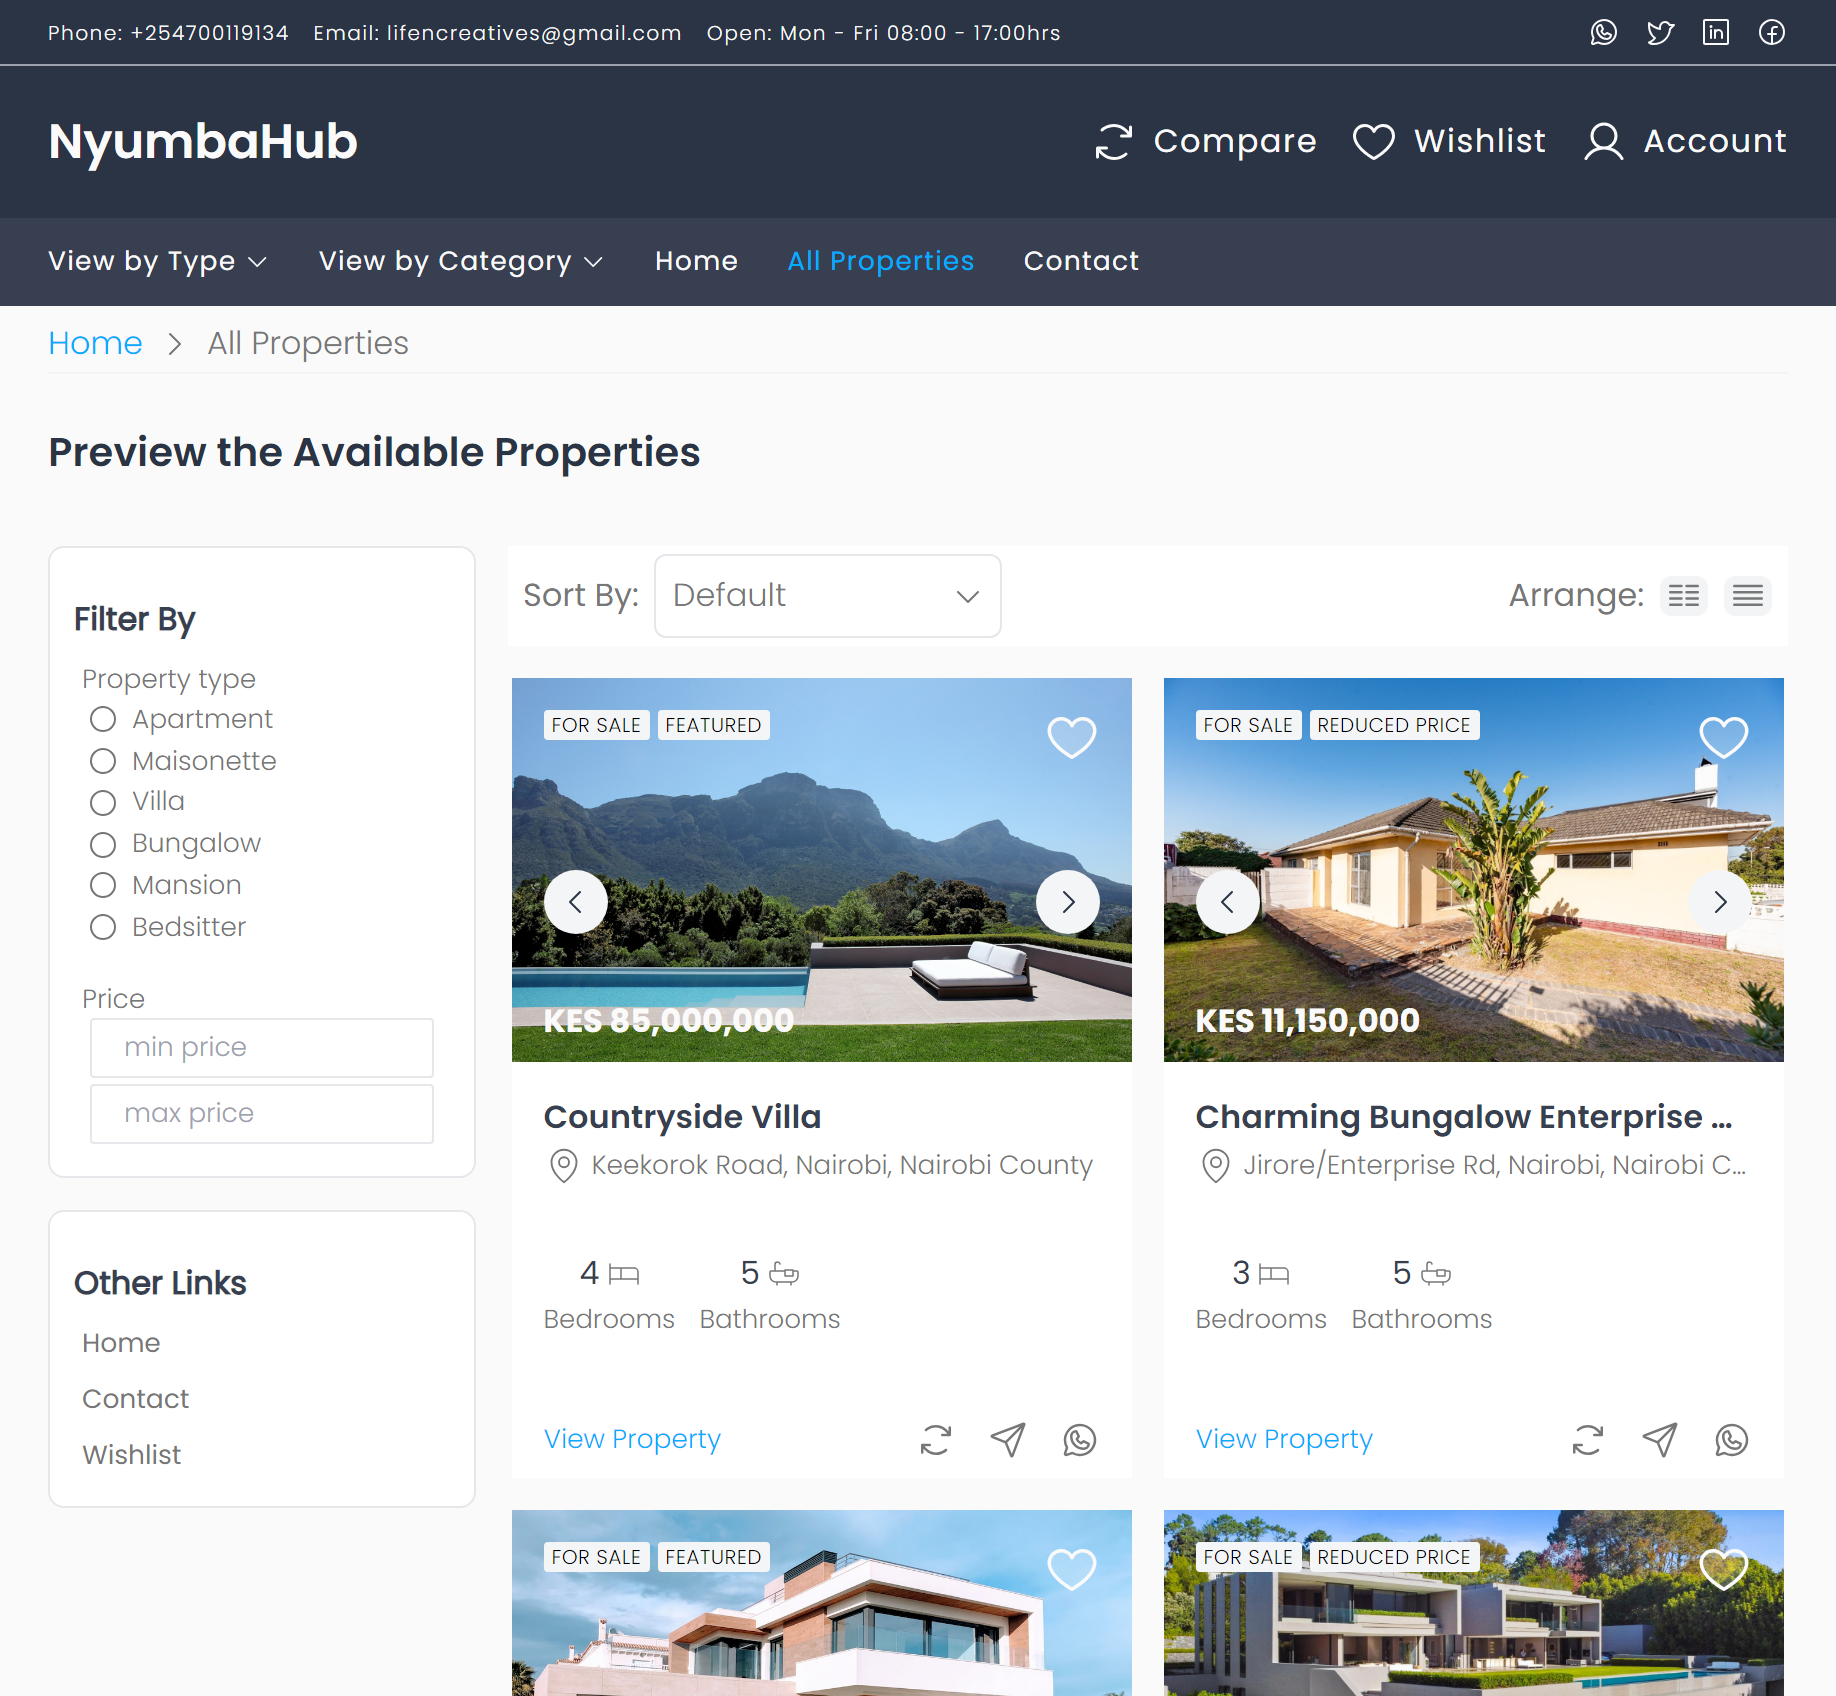 Phone: +254700119134 Email: lifencreatives@gmail.com Open: Mon - Fri 08:00 - 17:00hrs
NyumbaHub
Compare Wishlist Account
View by Type View by Category Home All Properties Contact
Home > All Properties
Preview the Available Properties
Filter By
Property type
Apartment
Maisonette
Villa
Bungalow
Mansion
Bedsitter
Price
min price
max price
Other Links
Home
Contact
Wishlist
Sort By: Default Arrange:
FOR SALE FEATURED
KES 85,000,000
Countryside Villa
Keekorok Road, Nairobi, Nairobi County
4 5
Bedrooms Bathrooms
View Property
FOR SALE REDUCED PRICE
KES 11,150,000
Charming Bungalow Enterprise ...
Jirore/Enterprise Rd, Nairobi, Nairobi C...
3 5
Bedrooms Bathrooms
View Property
FOR SALE FEATURED
FOR SALE REDUCED PRICE